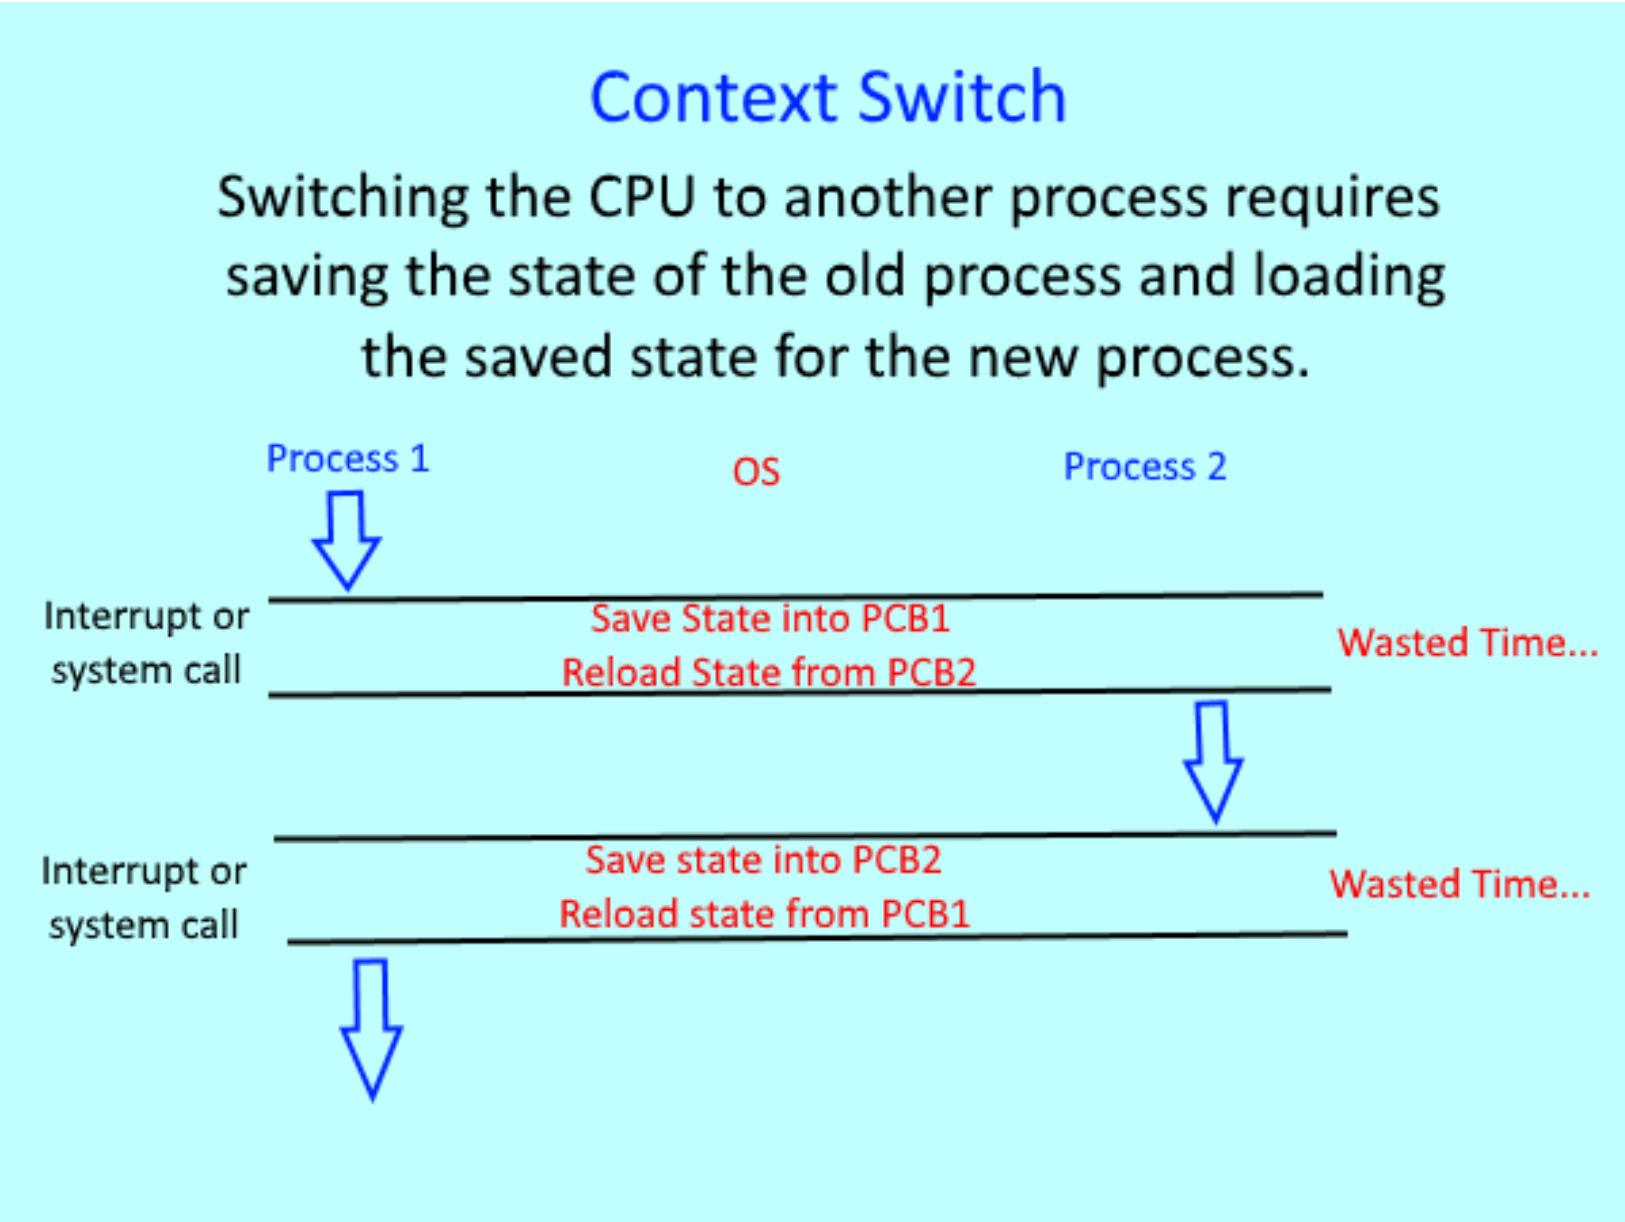 Context Switch
Switching the CPU to another process requires
saving the state of the old process and loading
the saved state for the new process.
Process 1
OS
Process 2
Interrupt or
system call
Save State into PCB1
Reload State from PCB2
Wasted Time...
Interrupt or
system call
Save state into PCB2
Reload state from PCB1
Wasted Time...